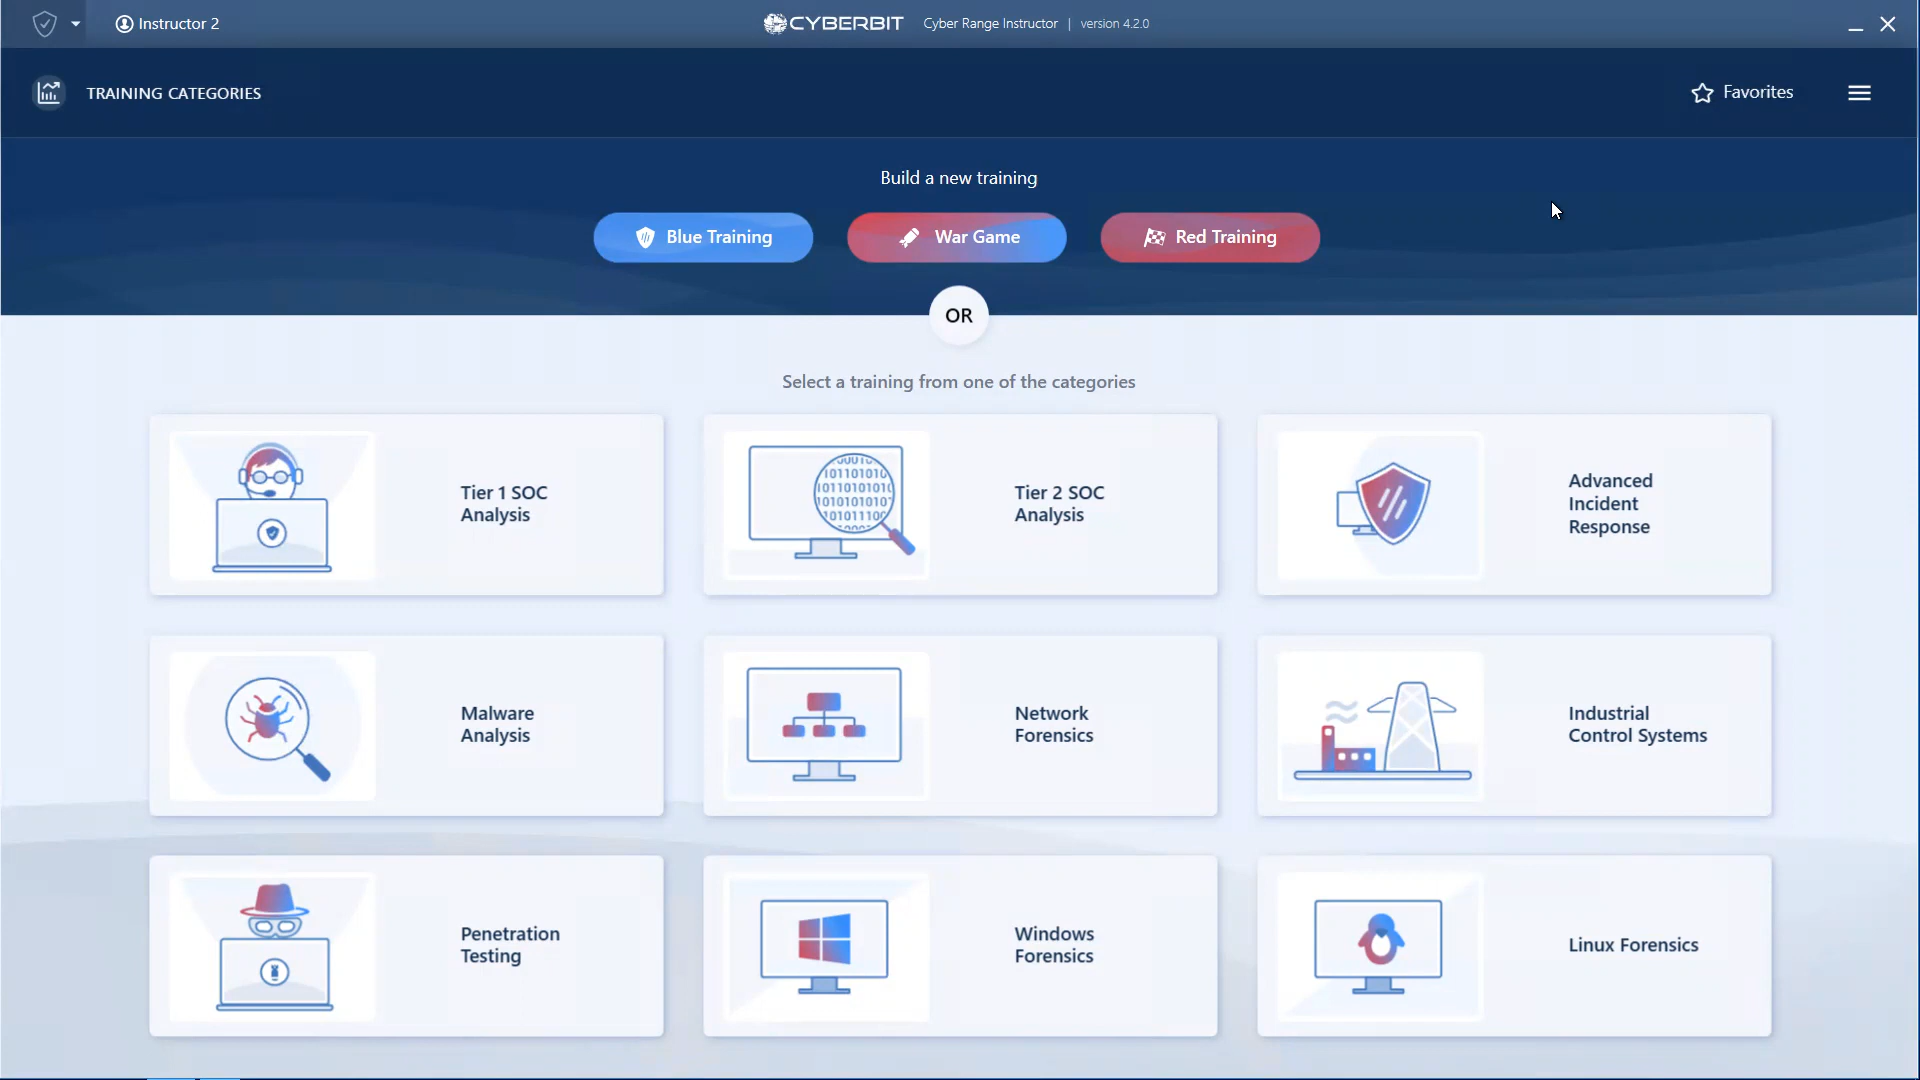 Instructor 2
CYBERBIT Cyber Range Instructor | version 4.2.0
TRAINING CATEGORIES
Favorites
Build a new training
Blue Training
War Game
Red Training
OR
Select a training from one of the categories
Tier 1 SOC
Analysis
Tier 2 SOC
Analysis
Advanced
Incident
Response
Malware
Analysis
Network
Forensics
Industrial
Control Systems
Penetration
Testing
Windows
Forensics
Linux Forensics